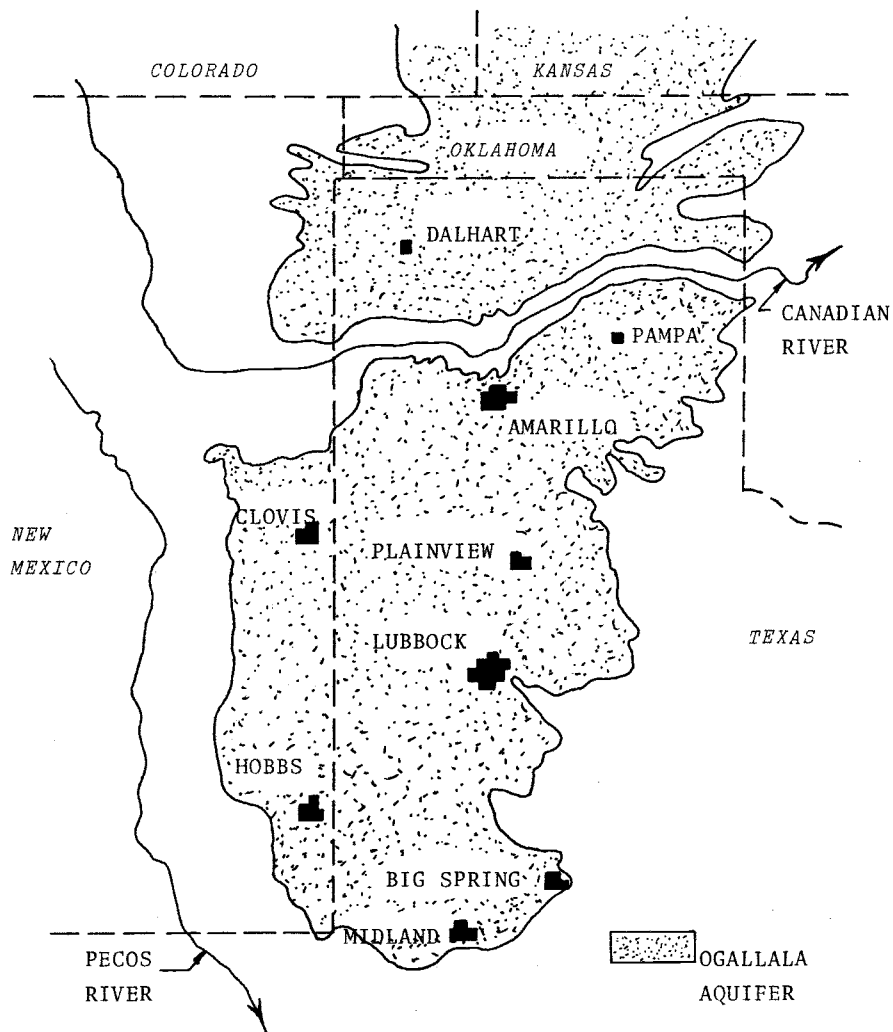 COLORADO
KANSAS
OKLAHOMA
DALHART
CANADIAN
RIVER
PAMPA
AMARILLO
CLOVIS
NEW
MEXICO
PLAINVIEW
LUBBOCK
TEXAS
HOBBS
BIG SPRING
MIDLAND
PECOS
RIVER
OGALLALA
AQUIFER